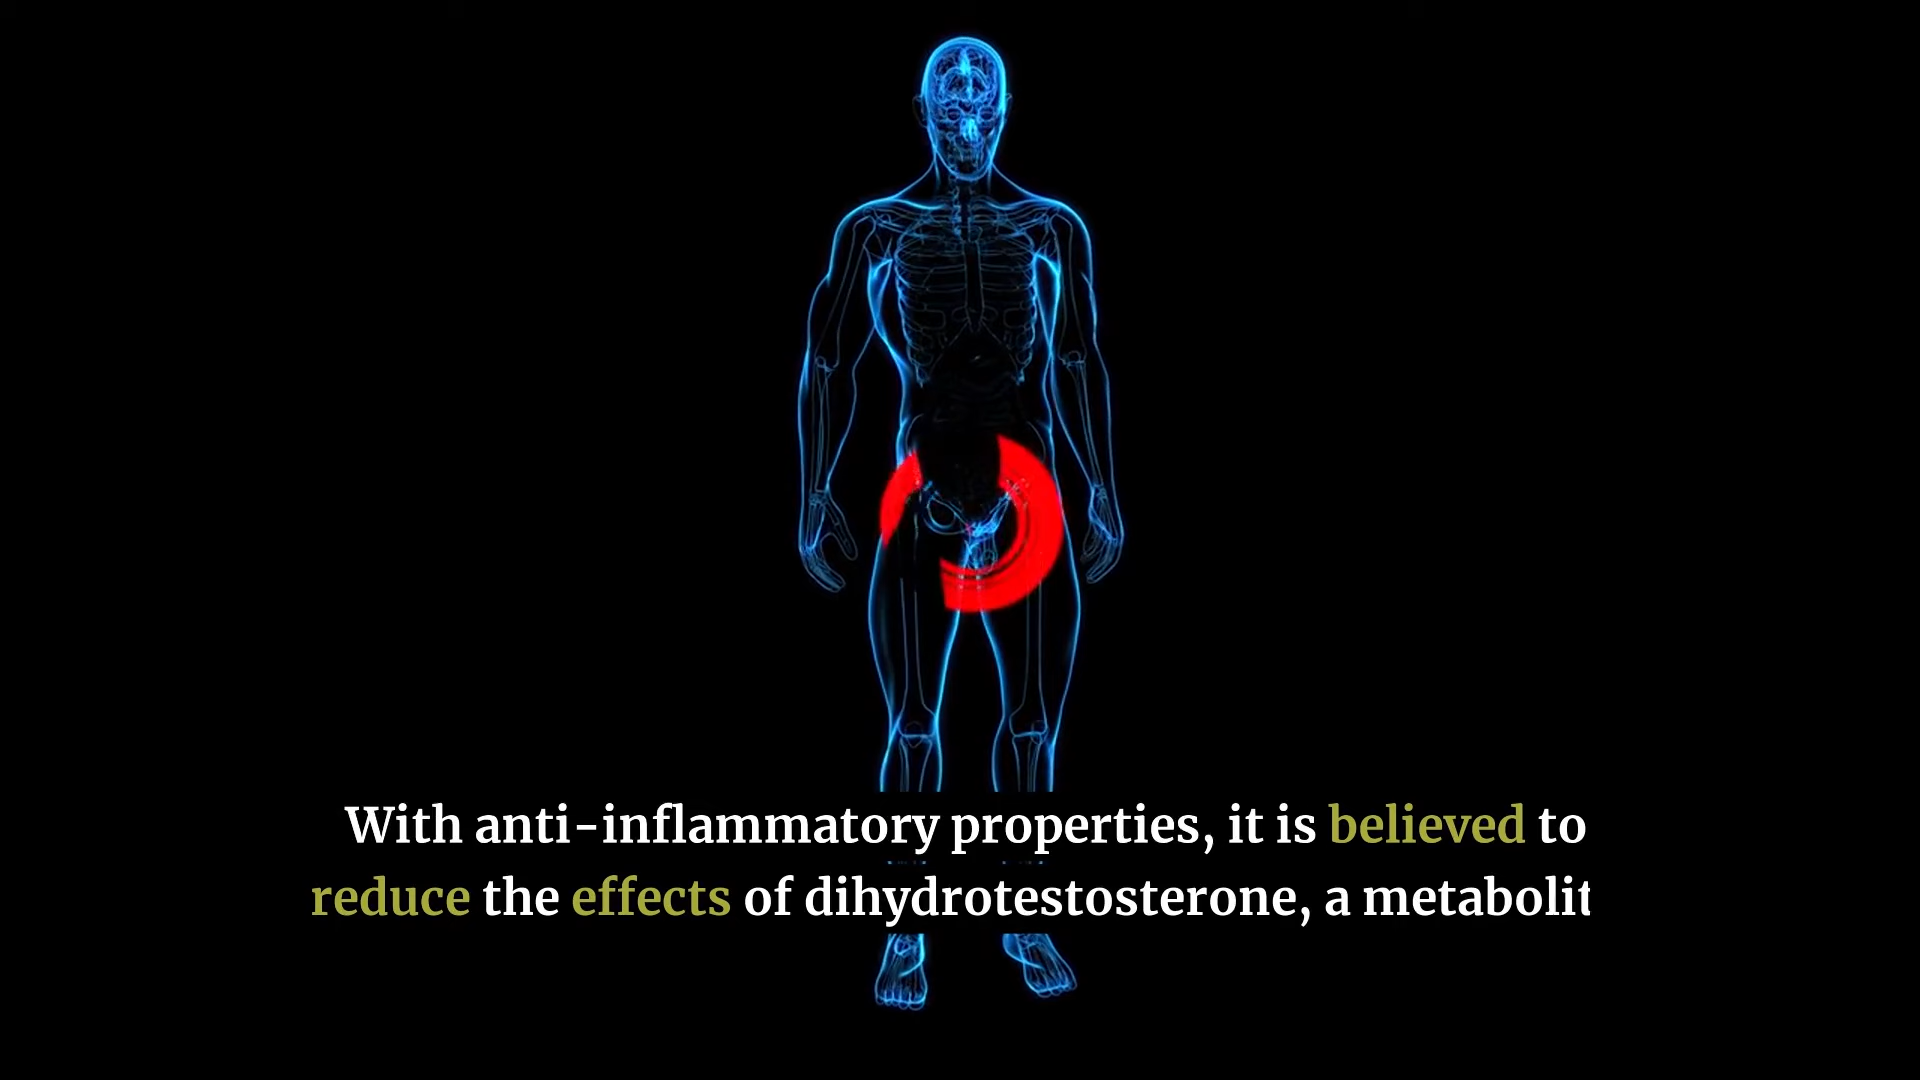 With anti-inflammatory properties, it is believed to
reduce the effects of dihydrotestosterone, a metabolit